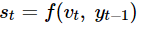 s_t = f(v_t, y_{t−1})